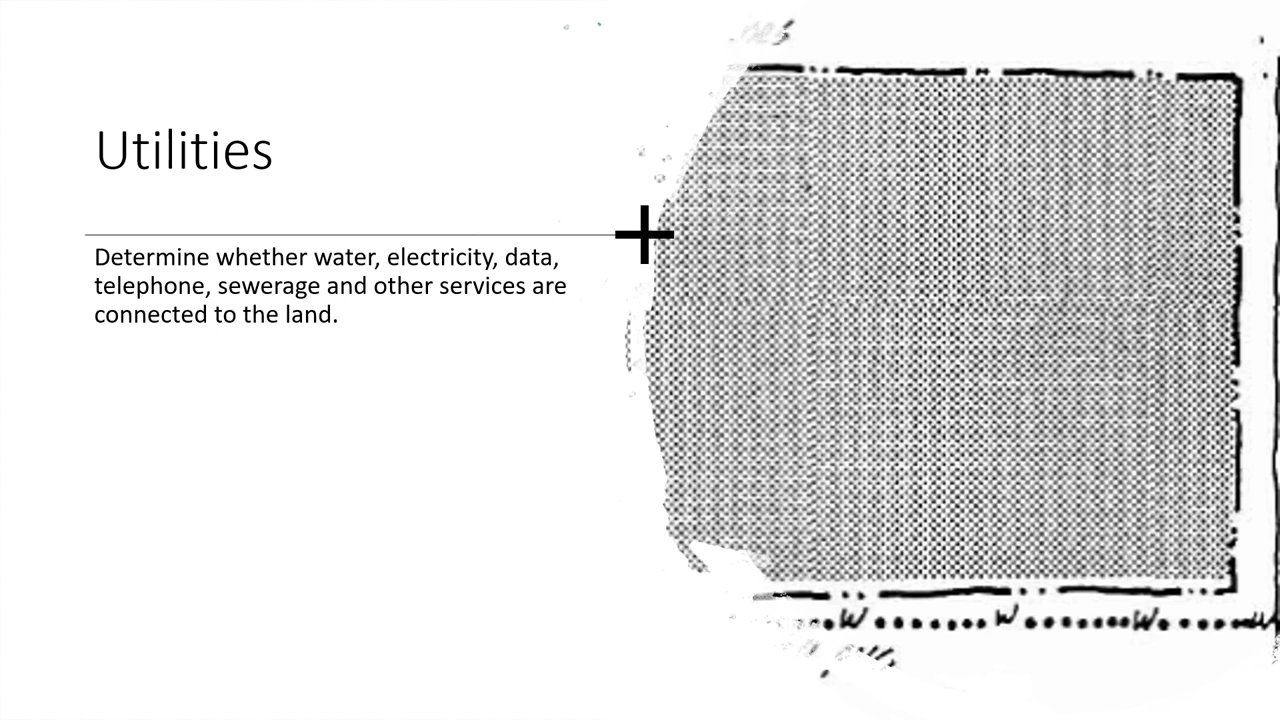 Utilities
Determine whether water, electricity, data,
telephone, sewerage and other services are
connected to the land.
W W W W